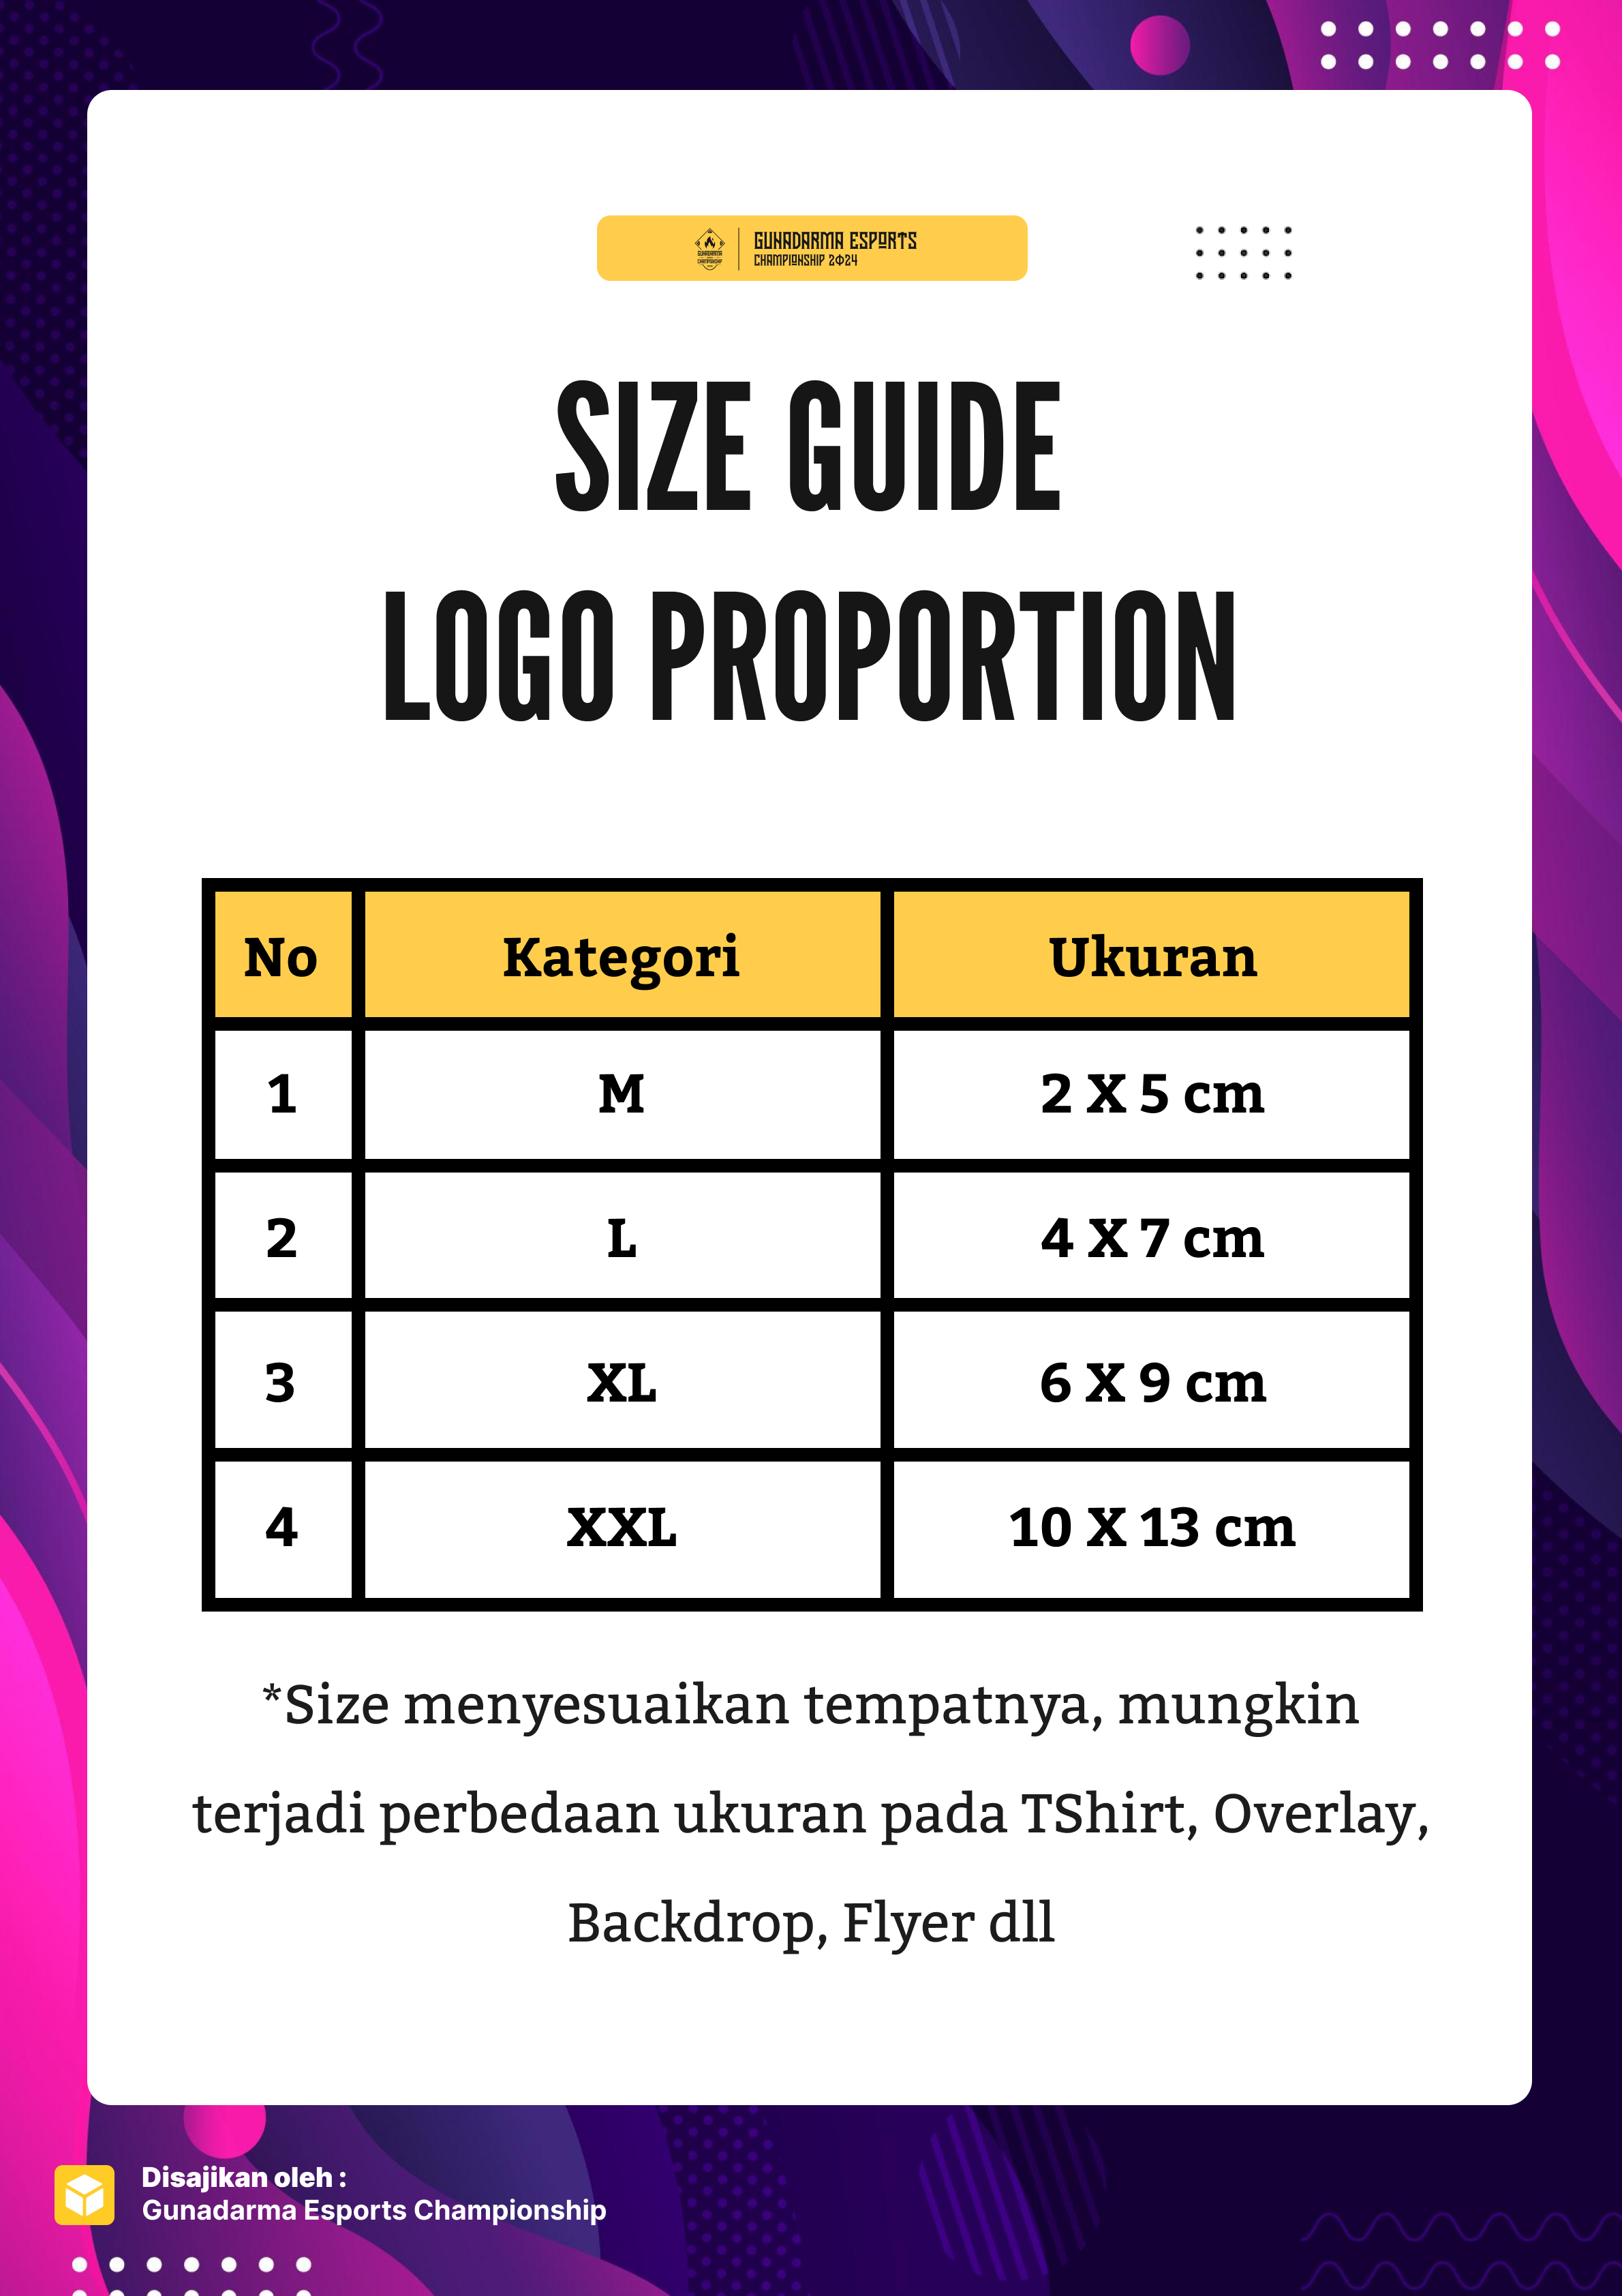 GUNADARMA ESPORTS
CHAMPIONSHIP 2024
SIZE GUIDE
LOGO PROPORTION
No Kategori Ukuran
1 M 2 X 5 cm
2 L 4 X 7 cm
3 XL 6 X 9 cm
4 XXL 10 X 13 cm
*Size menyesuaikan tempatnya, mungkin
terjadi perbedaan ukuran pada TShirt, Overlay,
Backdrop, Flyer dll
Disajikan oleh :
Gunadarma Esports Championship